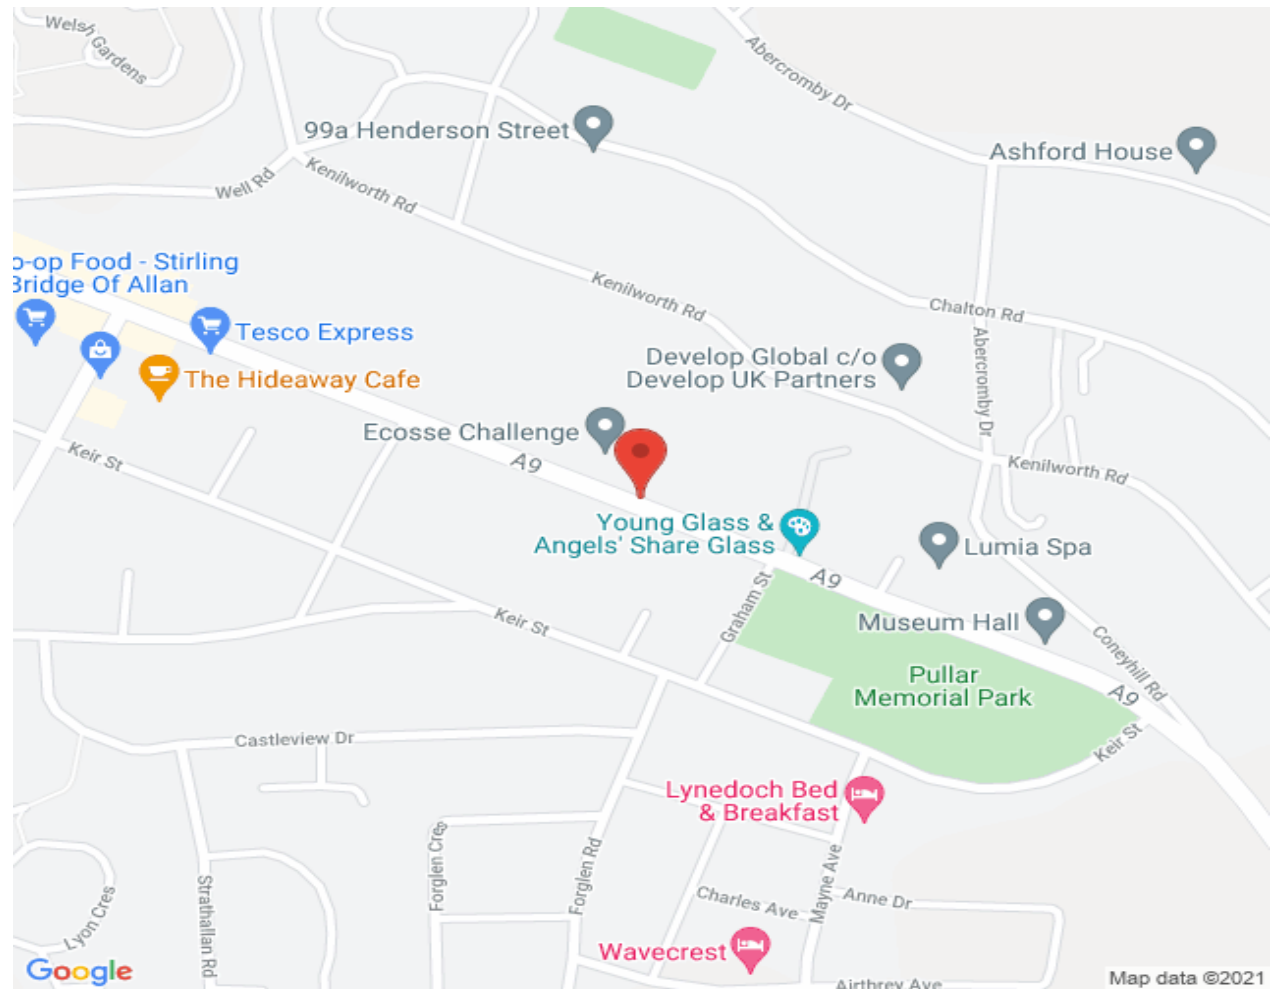 Welsh Gardens
Abercromby Dr
99a Henderson Street
Ashford House
Well Rd
Kenilworth Rd
o-op Food - Stirling
Bridge Of Allan
Kenilworth Rd
Chalton Rd
Tesco Express
Abercromby Dr
Develop Global c/o
Develop UK Partners
The Hideaway Cafe
Ecosse Challenge
A9
Keir St
Kenilworth Rd
Young Glass &
Angels' Share Glass
Lumia Spa
A9
Graham St
Keir St
Museum Hall
Coneyhill Rd
Pullar
Memorial Park
A9
Keir St
Castleview Dr
Lynedoch Bed
& Breakfast
Forglen Cres
Forglen Rd
Mayne Ave
Charles Ave
Anne Dr
Lyon Cres
Strathallan Rd
Wavecrest
Google
Airthrey Ave
Map data ©2021